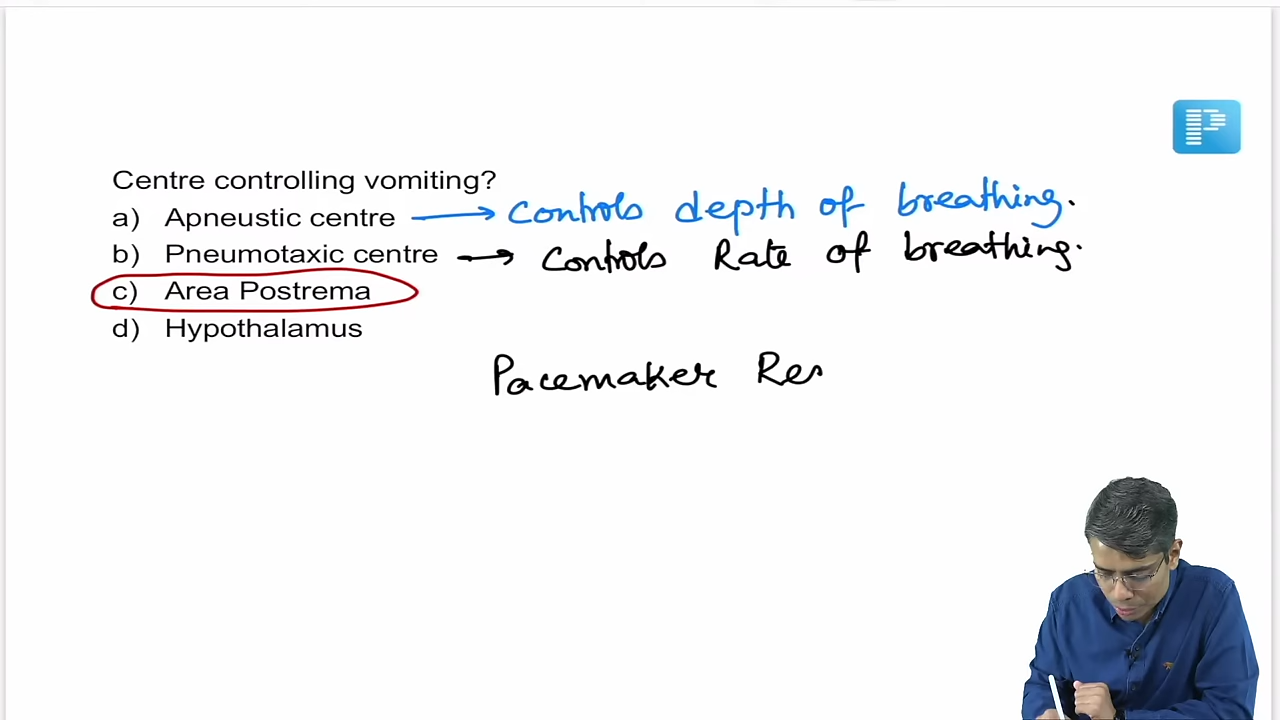 Centre controlling vomiting?
a) Apneustic centre → Controls depth of breathing.
b) Pneumotaxic centre → Controls Rate of breathing.
c) Area Postrema
d) Hypothalamus
Pacemaker Res